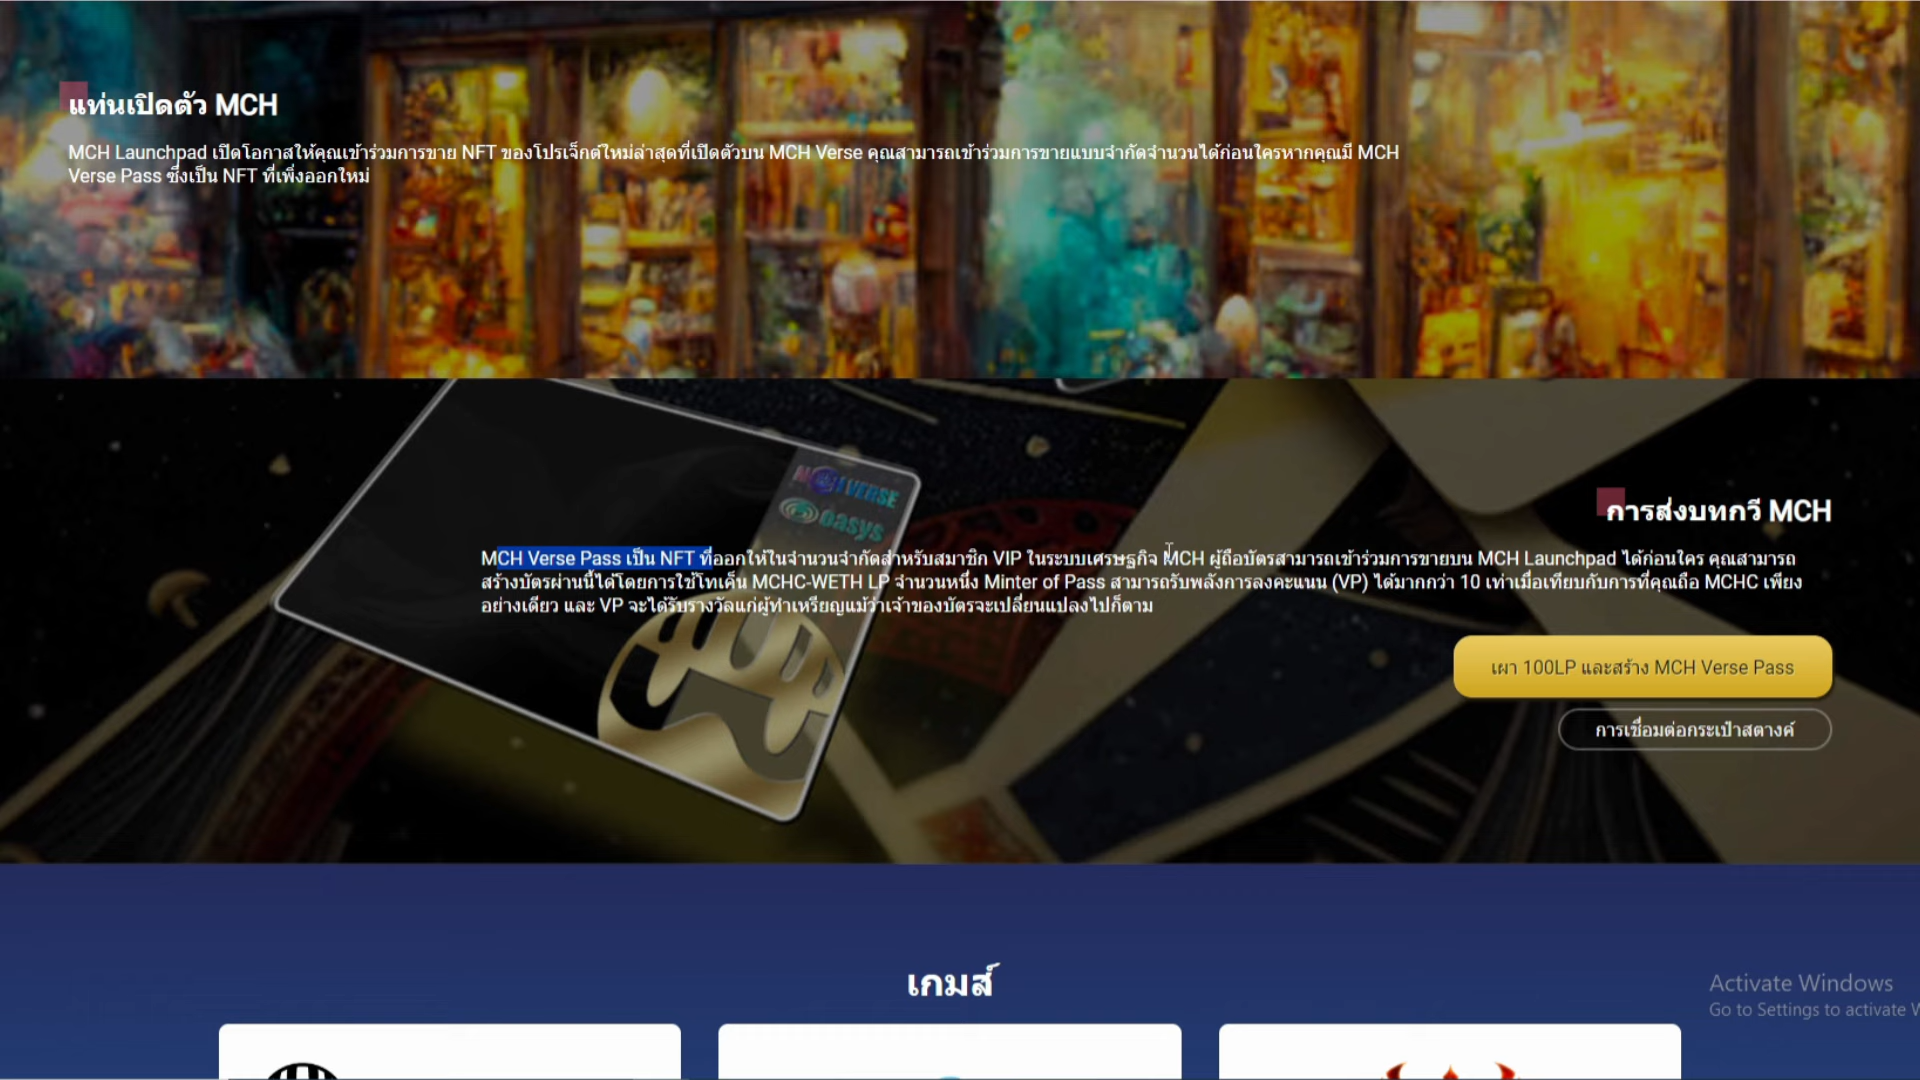 แท่นเปิดตัว MCH
MCH Launchpad เปิดโอกาสให้คุณเข้าร่วมการขาย NFT ของโปรเจ็กต์ใหม่ล่าสุดที่เปิดตัวบน MCH Verse คุณสามารถเข้าร่วมการขายแบบจำกัดจำนวนได้ก่อนใครหากคุณมี MCH
Verse Pass ซึ่งเป็น NFT ที่เพิ่งออกใหม่
VERSE
oasys
การส่งบทกวี MCH
MCH Verse Pass เป็น NFT ที่ออกให้ในจำนวนจำกัดสำหรับสมาชิก VIP ในระบบเศรษฐกิจ MCH ผู้ถือบัตรสามารถเข้าร่วมการขายบน MCH Launchpad ได้ก่อนใคร คุณสามารถ
สร้างบัตรผ่านนี้ได้โดยการใช้โทเค็น MCHC-WETH LP จำนวนหนึ่ง Minter of Pass สามารถรับพลังการลงคะแนน (VP) ได้มากกว่า 10 เท่าเมื่อเทียบกับการที่คุณถือ MCHC เพียง
อย่างเดียว และ VP จะได้รับรางวัลแก่ผู้ทำเหรียญแม้ว่าเจ้าของบัตรจะเปลี่ยนแปลงไปก็ตาม
เผา 100LP และสร้าง MCH Verse Pass
การเชื่อมต่อกระเป๋าสตางค์
เกมส์
Activate Windows
Go to Settings to activate W